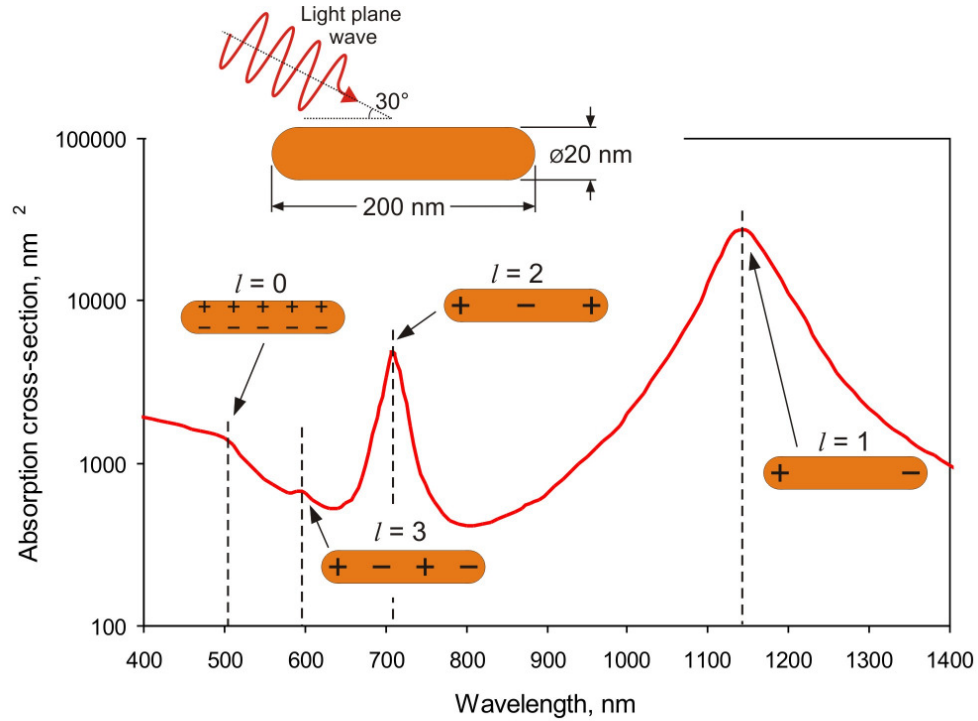 Light plane
wave
30°
ø20 nm
200 nm
Absorption cross-section, nm 2
100000
10000
1000
100
l = 0
+ + + + +
− − − − −
l = 2
+ − +
l = 1
+ −
l = 3
+ − + −
400 500 600 700 800 900 1000 1100 1200 1300 1400
Wavelength, nm